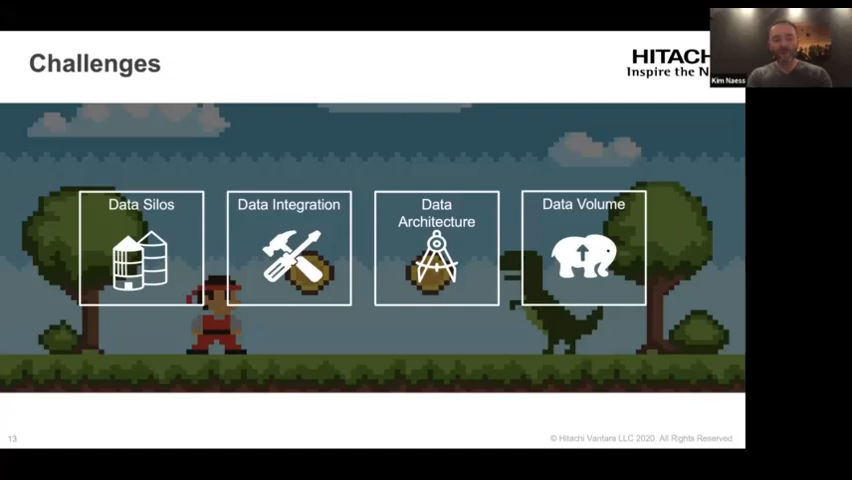 Challenges
HITACH
Inspire the N
Kim Naess
Data Silos
Data Integration
Data
Architecture
Data Volume
13
© Hitachi Vantara LLC 2020. All Rights Reserved